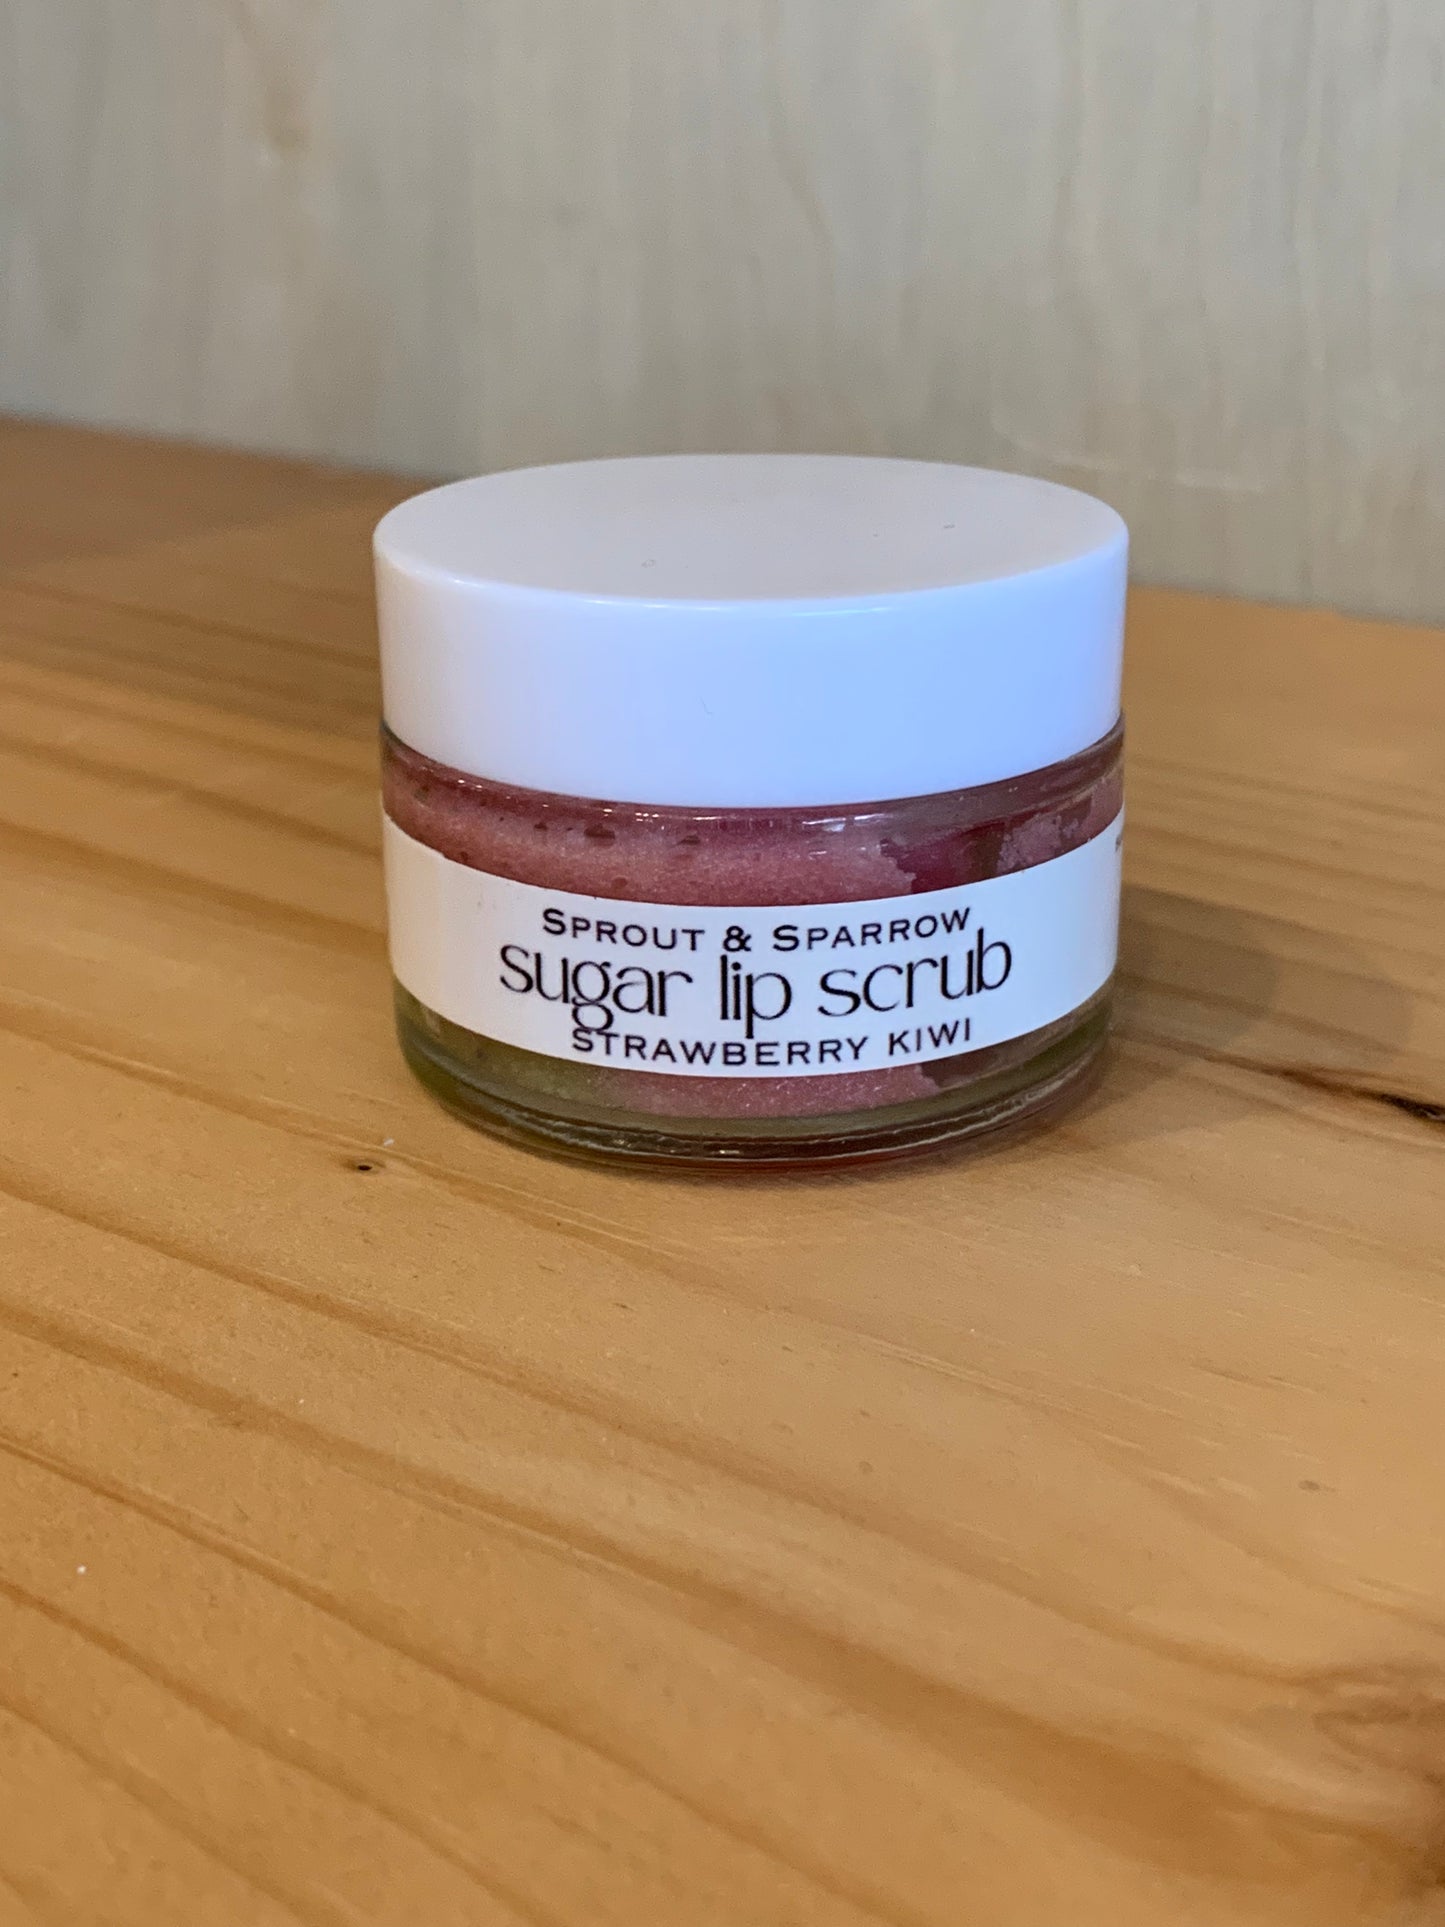 SPROUT & SPARROW
sugar lip scrub
STRAWBERRY KIWI